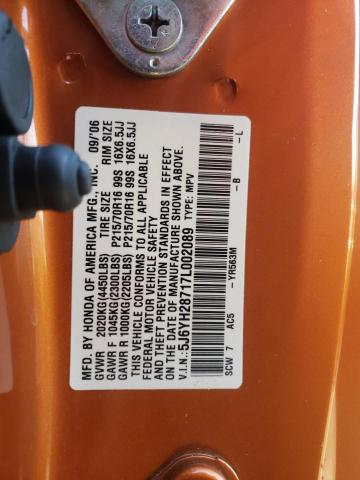 MFD. BY HONDA OF AMERICA MFG., INC. 09/'06
GVWR 2020KG(4450LBS) TIRE SIZE RIM SIZE
GAWR F 1045KG(2300LBS) P215/70R16 99S 16X6.5JJ
GAWR R 1000KG(2205LBS) P215/70R16 99S 16X6.5JJ
THIS VEHICLE CONFORMS TO ALL APPLICABLE
FEDERAL MOTOR VEHICLE SAFETY
AND THEFT PREVENTION STANDARDS IN EFFECT
ON THE DATE OF MANUFACTURE SHOWN ABOVE.
V.I.N.:5J6YH28717L002089 TYPE: MPV
SCW 7 AC5 -YR563M -B -L